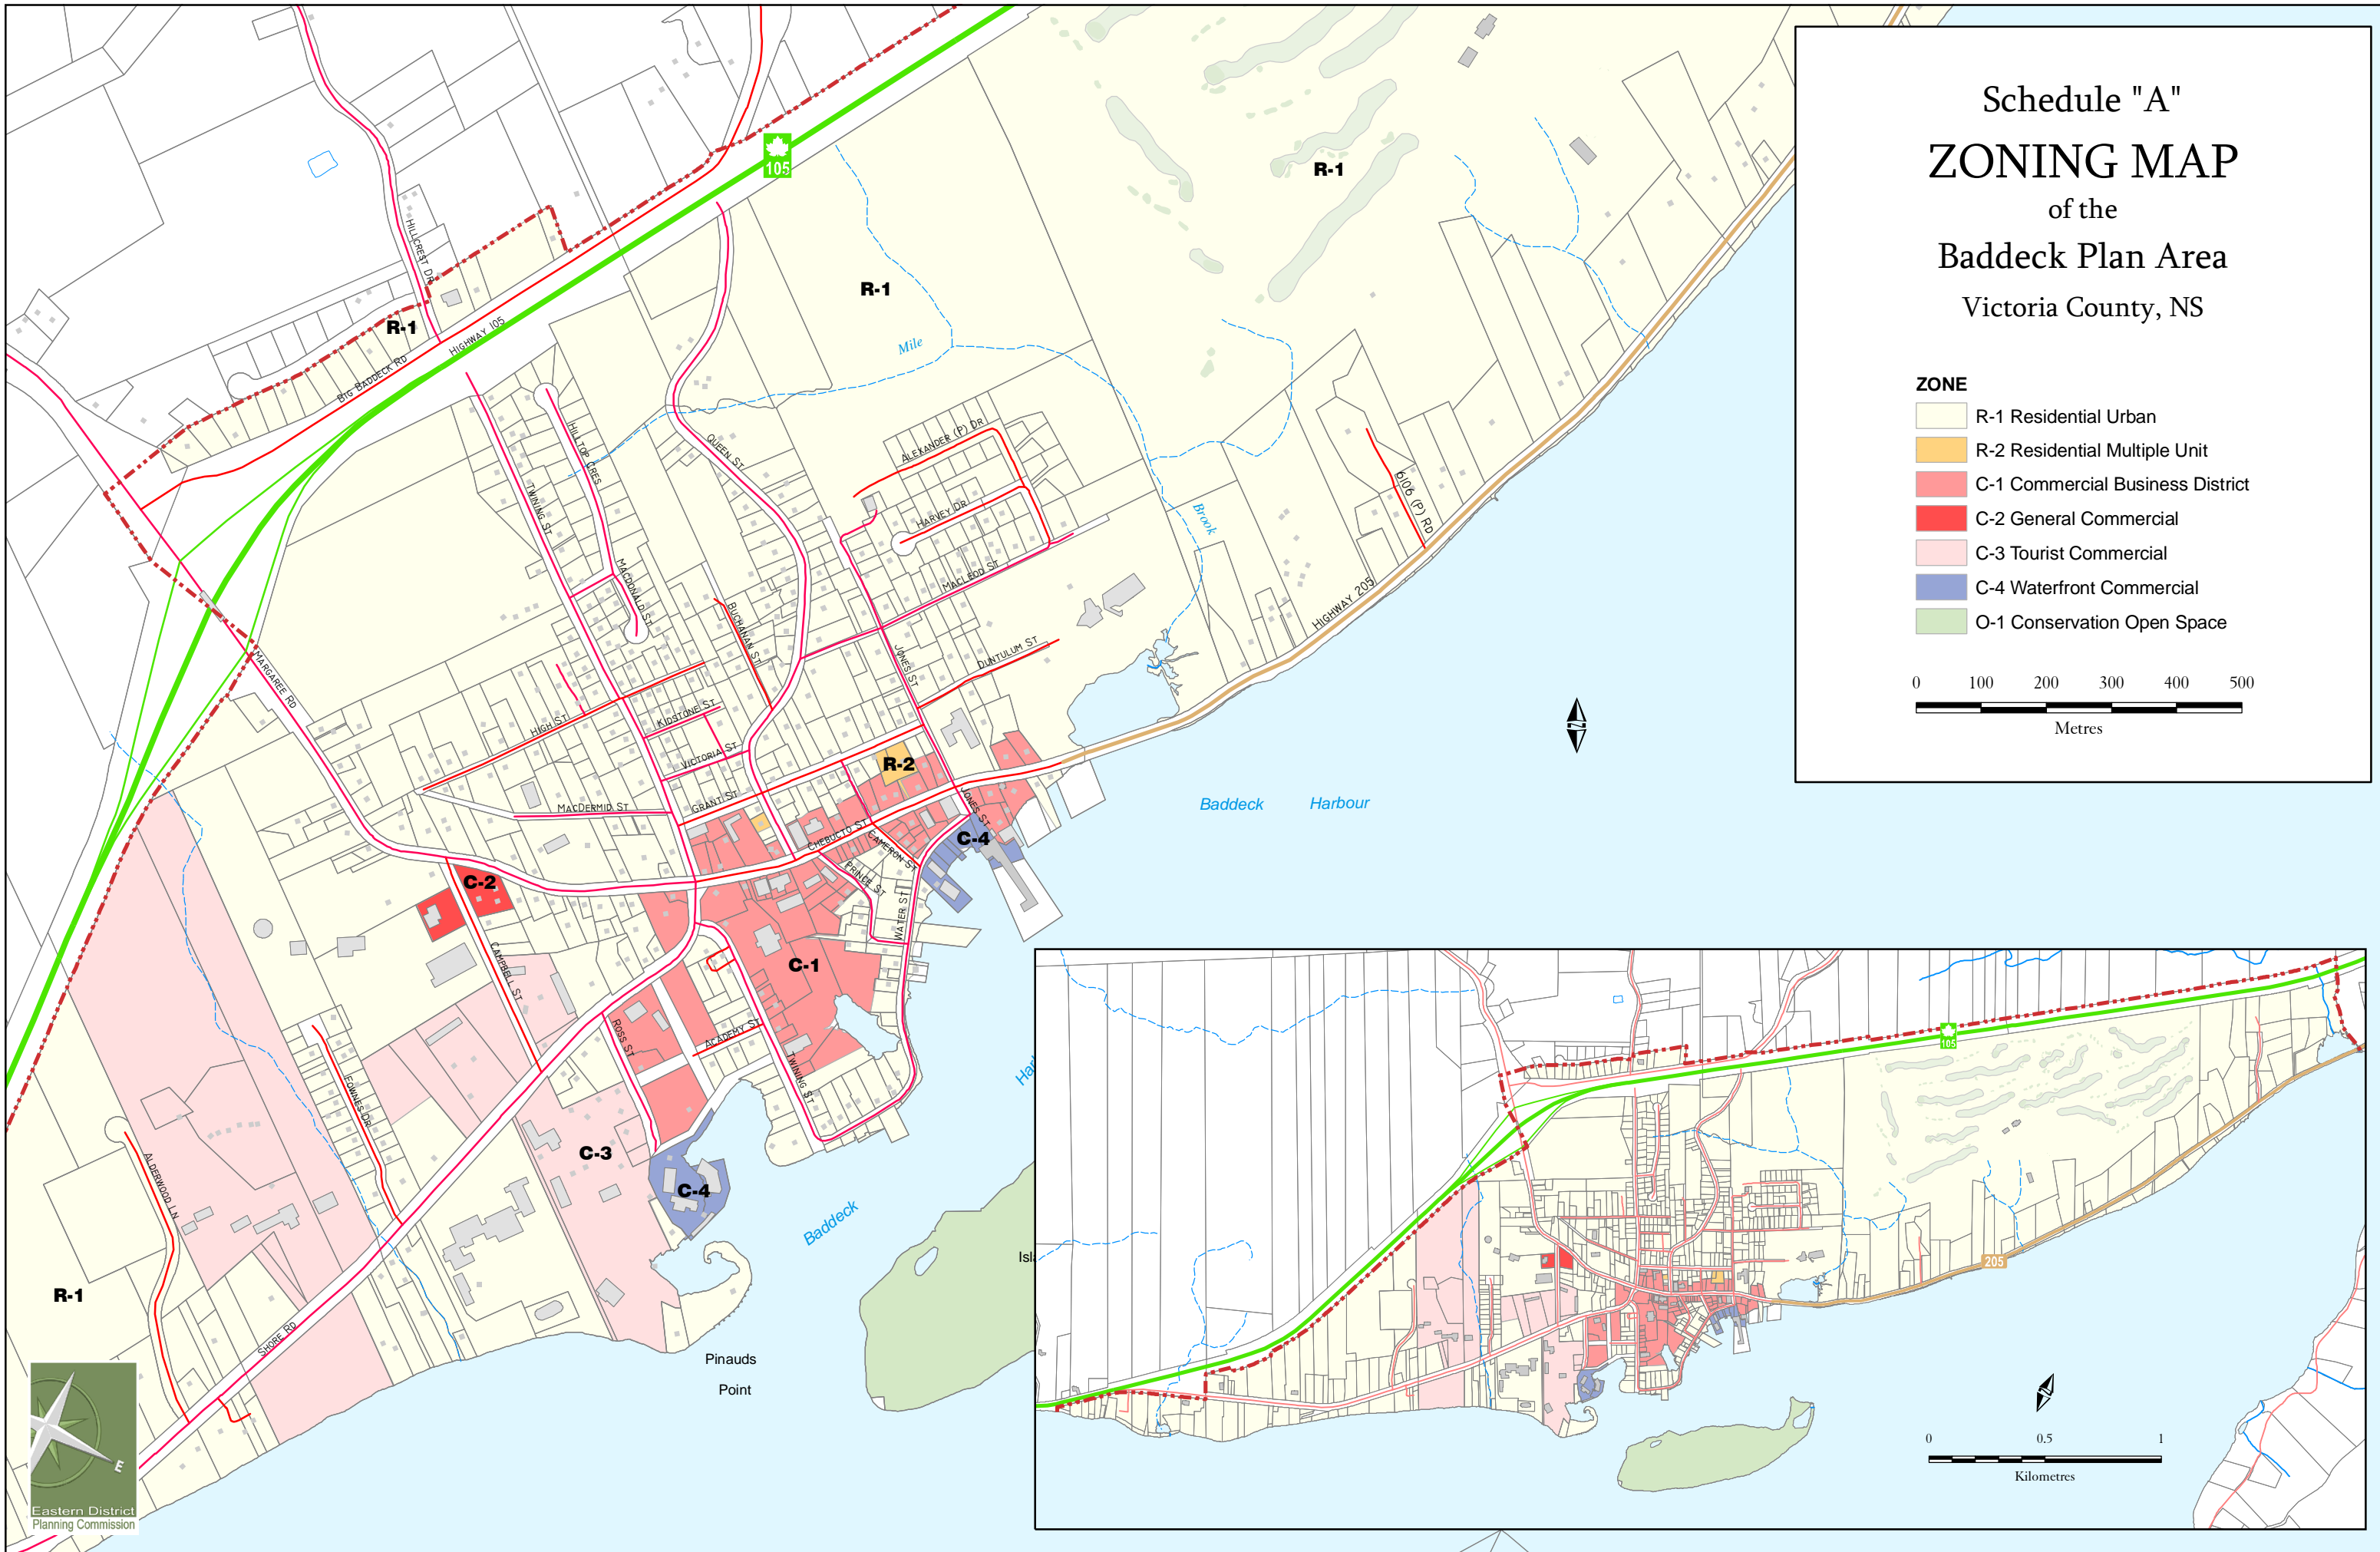 Schedule "A"
ZONING MAP
of the
Baddeck Plan Area
Victoria County, NS
ZONE
R-1 Residential Urban
R-2 Residential Multiple Unit
C-1 Commercial Business District
C-2 General Commercial
C-3 Tourist Commercial
C-4 Waterfront Commercial
O-1 Conservation Open Space
0 100 200 300 400 500
Metres
105
R-1
HILLCREST DR
R-1
R-1
HIGHWAY 105
BIG BADDECK RD
Mile
Brook
HILLTOP CRES
TWINING ST
QUEEN ST
ALEXANDER (P) DR
HARVEY DR
6106 (P) RD
MACDONALD ST
MACLEOD ST
BUCHANAN ST
HIGHWAY 205
MARGAREE RD
JONES ST
DUNTULUM ST
HIGH ST
KIDSTONE ST
VICTORIA ST
R-2
GRANT ST
MACDERMID ST
JONES ST
Baddeck Harbour
CHEBUCTO ST
CAMERON ST
C-4
C-2
PRINCE ST
WATER ST
CAMPBELL ST
C-1
ROSS ST
ACADEMY ST
TWINING ST
FOWNES DR
C-3
C-4
ALDERWOOD LN
Baddeck
R-1
SHORE RD
Pinauds
Point
E
Eastern District
Planning Commission
105
205
0 0.5 1
Kilometres